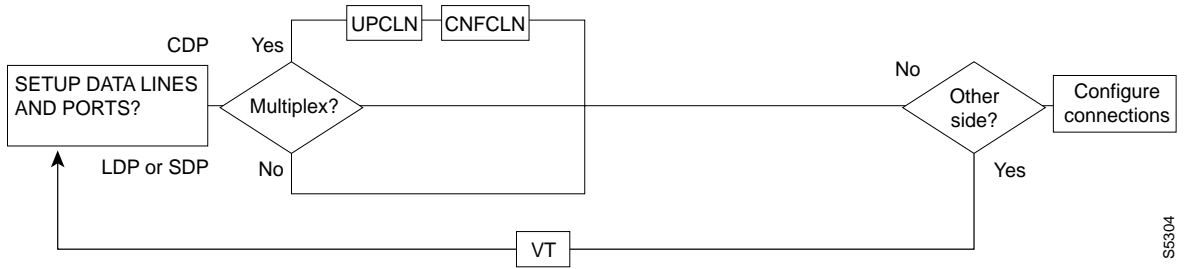 UPCLN
CNFCLN
CDP
Yes
SETUP DATA LINES
AND PORTS?
Multiplex?
No
Other
side?
Configure
connections
LDP or SDP
No
Yes
VT
S5304